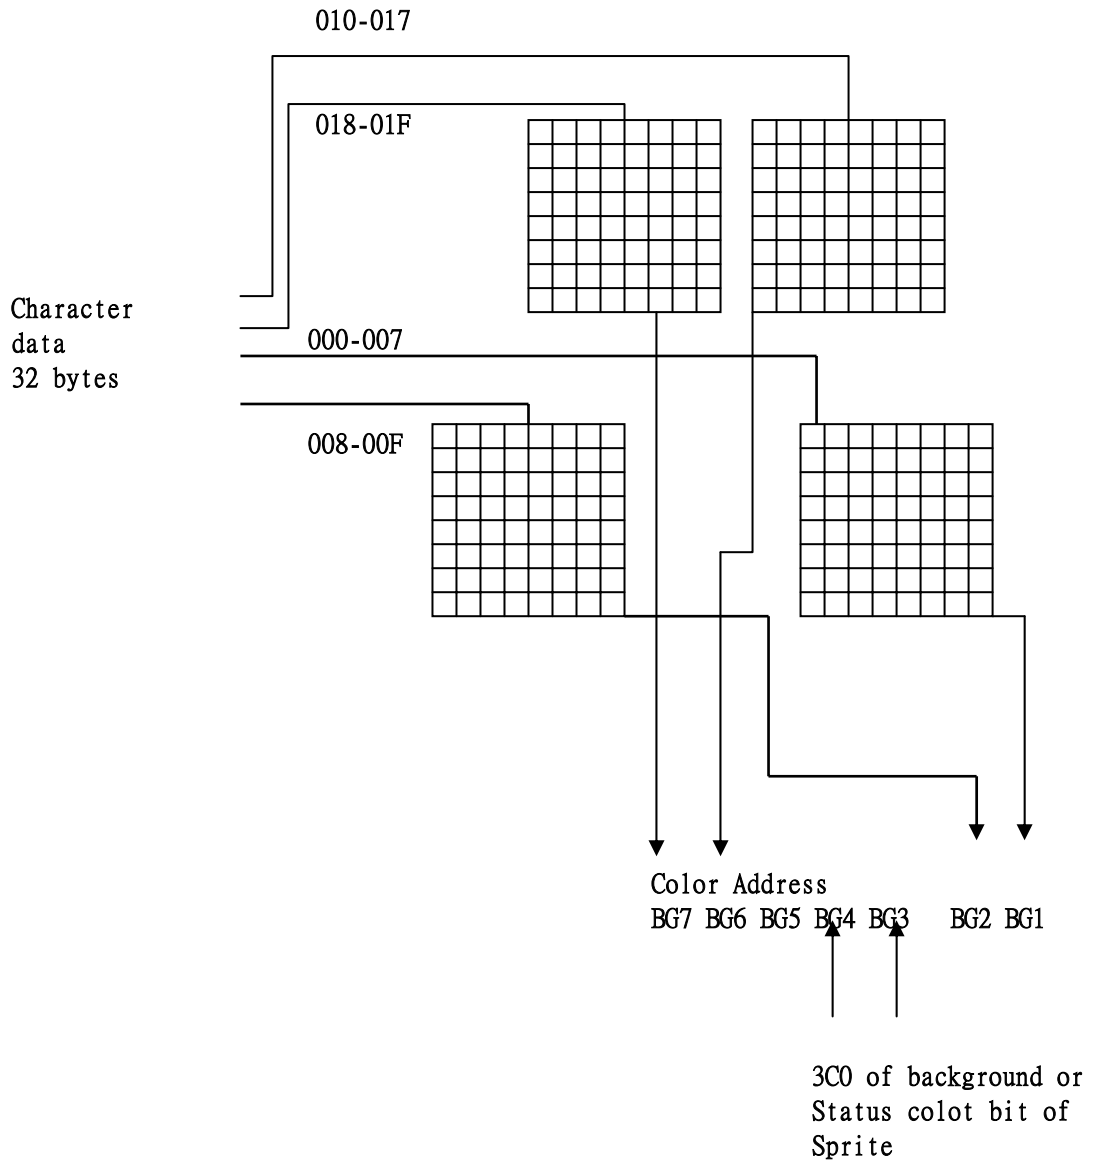 010-017
018-01F
Character
data
32 bytes
000-007
008-00F
Color Address
BG7 BG6 BG5 BG4 BG3 BG2 BG1
3C0 of background or
Status colot bit of
Sprite